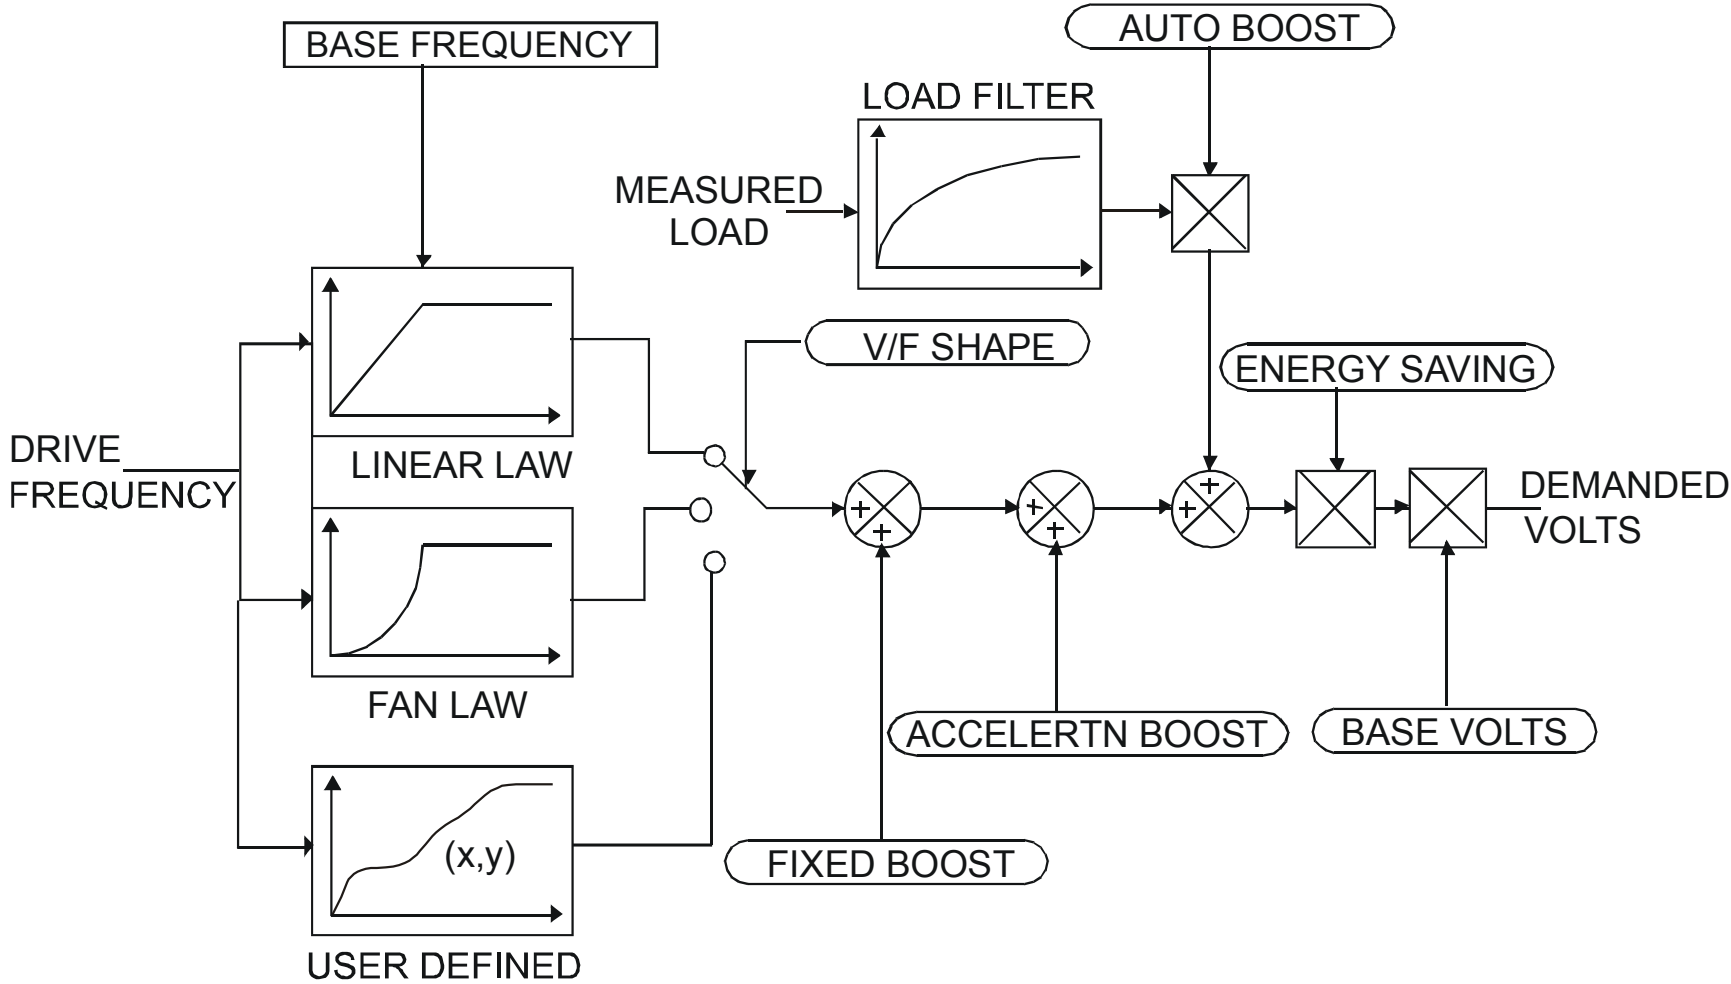 AUTO BOOST
BASE FREQUENCY
LOAD FILTER
MEASURED
LOAD
V/F SHAPE
ENERGY SAVING
DRIVE
FREQUENCY
LINEAR LAW
+
+
+
+
+
+
DEMANDED
VOLTS
FAN LAW
ACCELERTN BOOST
BASE VOLTS
(x,y)
FIXED BOOST
USER DEFINED